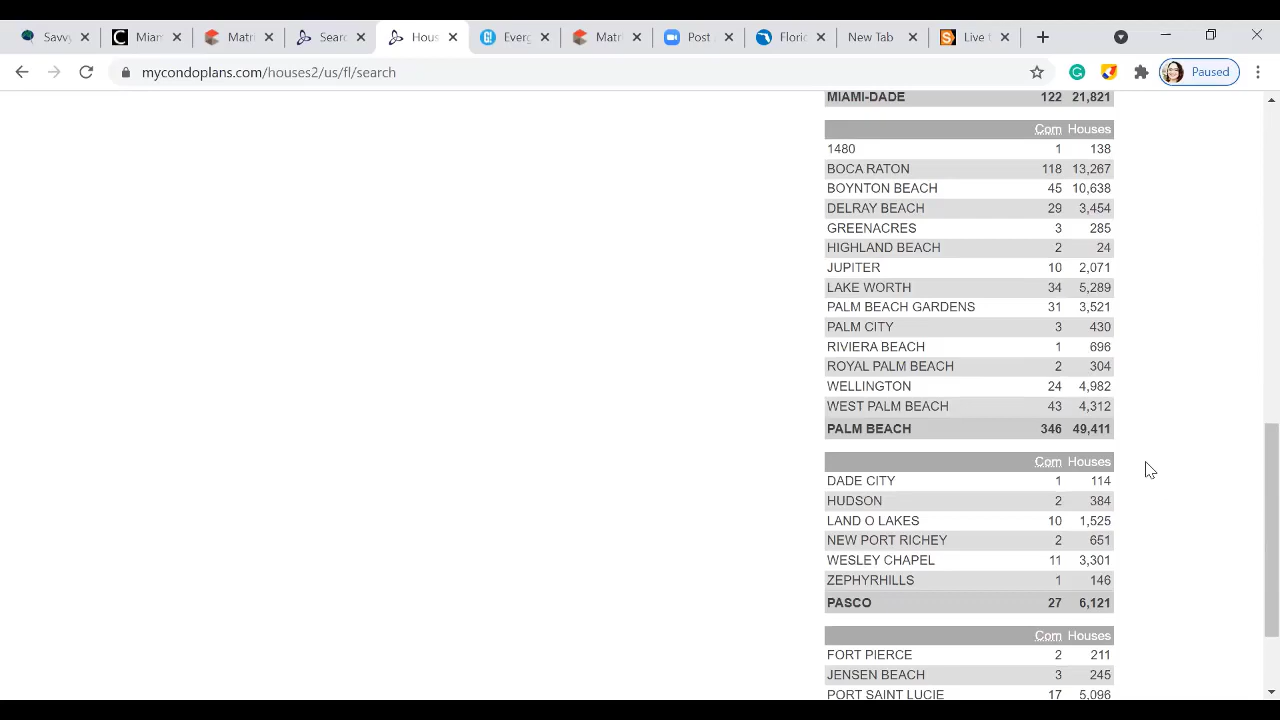 Savvy
Miam
Matri
Searc
Hous
Everg
Matri
Post
Floric
New Tab
Live t
mycondoplans.com/houses2/us/fl/search
Paused
MIAMI-DADE 122 21,821
Com Houses
1480 1 138
BOCA RATON 118 13,267
BOYNTON BEACH 45 10,638
DELRAY BEACH 29 3,454
GREENACRES 3 285
HIGHLAND BEACH 2 24
JUPITER 10 2,071
LAKE WORTH 34 5,289
PALM BEACH GARDENS 31 3,521
PALM CITY 3 430
RIVIERA BEACH 1 696
ROYAL PALM BEACH 2 304
WELLINGTON 24 4,982
WEST PALM BEACH 43 4,312
PALM BEACH 346 49,411
Com Houses
DADE CITY 1 114
HUDSON 2 384
LAND O LAKES 10 1,525
NEW PORT RICHEY 2 651
WESLEY CHAPEL 11 3,301
ZEPHYRHILLS 1 146
PASCO 27 6,121
Com Houses
FORT PIERCE 2 211
JENSEN BEACH 3 245
PORT SAINT LUCIE 17 5,096